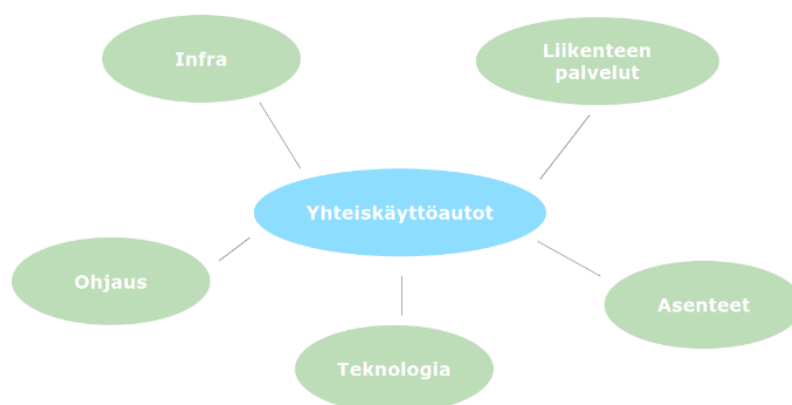 Infra
Liikenteen
palvelut
Yhteiskäyttöautot
Ohjaus
Asenteet
Teknologia